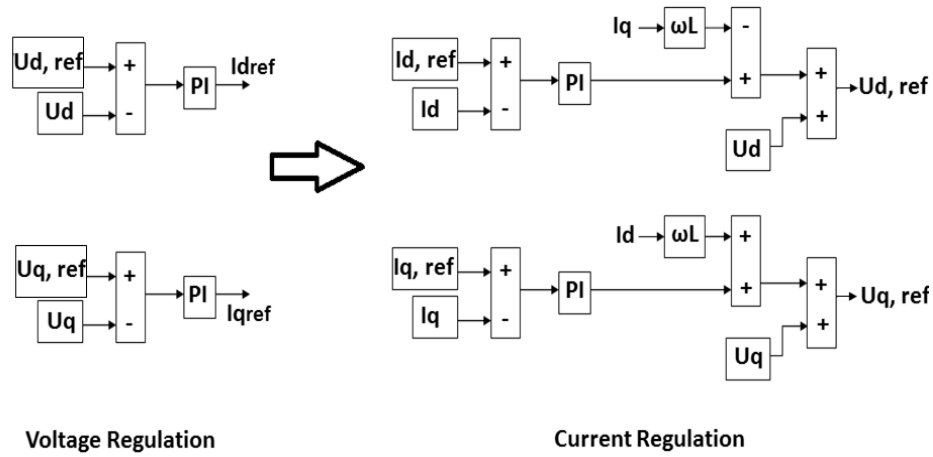 Ud, ref
+
Ud
-
PI
Idref
Uq, ref
+
Uq
-
PI
Iqref
Voltage Regulation
Iq
ωL
-
Id, ref
+
Id
-
PI
+
+
Ud
+
Ud, ref
Id
ωL
+
Iq, ref
+
Iq
-
PI
+
+
Uq
+
Uq, ref
Current Regulation